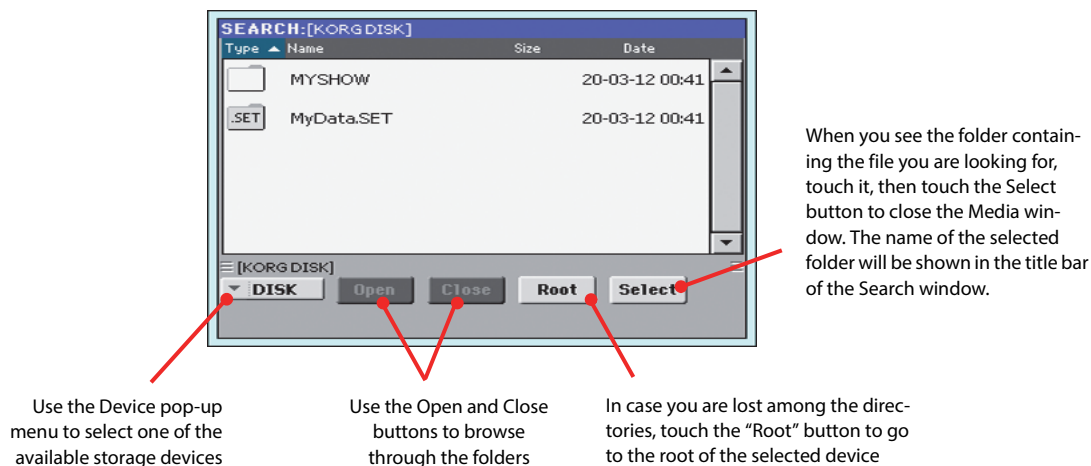 SEARCH:[KORG DISK]
Type Name Size Date
MYSHOW 20-03-12 00:41
.SET MyData.SET 20-03-12 00:41
[KORG DISK]
DISK Open Close Root Select
When you see the folder contain-
ing the file you are looking for,
touch it, then touch the Select
button to close the Media win-
dow. The name of the selected
folder will be shown in the title bar
of the Search window.
Use the Device pop-up
menu to select one of the
available storage devices
Use the Open and Close
buttons to browse
through the folders
In case you are lost among the direc-
tories, touch the “Root” button to go
to the root of the selected device